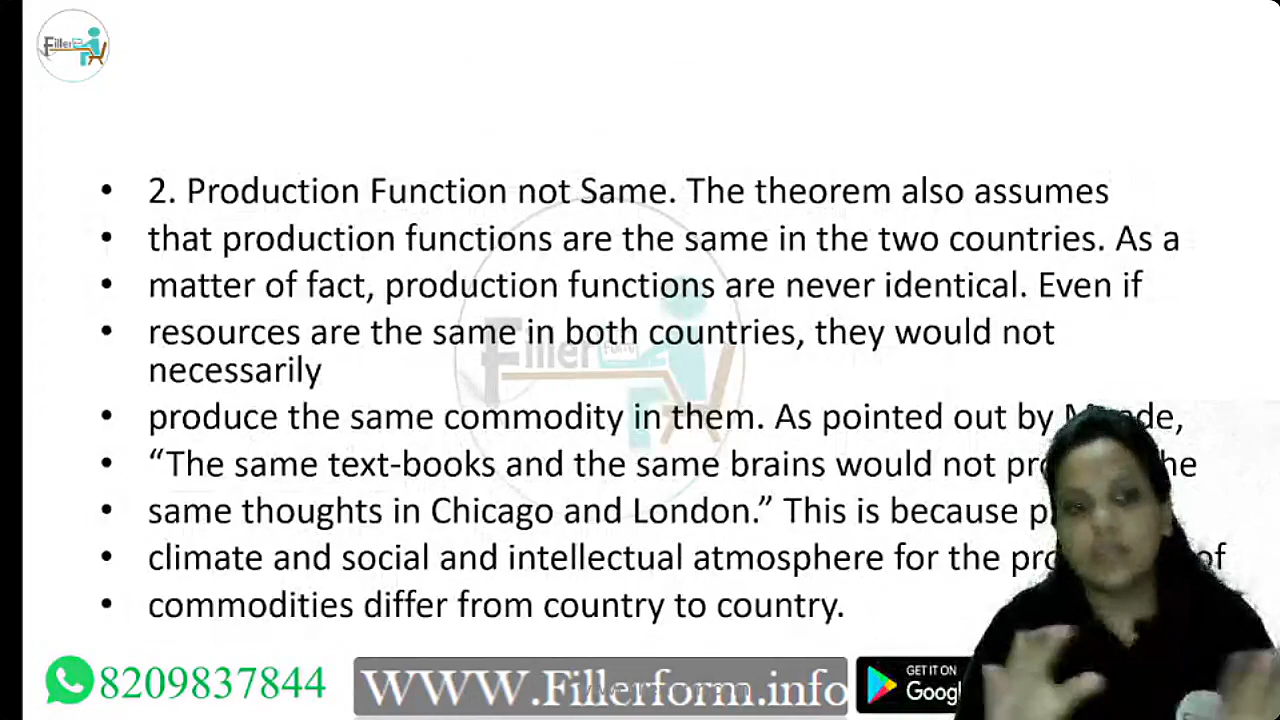 Fillerform
• 2. Production Function not Same. The theorem also assumes
• that production functions are the same in the two countries. As a
• matter of fact, production functions are never identical. Even if
• resources are the same in both countries, they would not
necessarily
• produce the same commodity in them. As pointed out by
• “The same text-books and the same brains would not
• same thoughts in Chicago and London.” This is because
• climate and social and intellectual atmosphere for the of
• commodities differ from country to country.
8209837844
WWW.Fillerform.info
GET IT ON